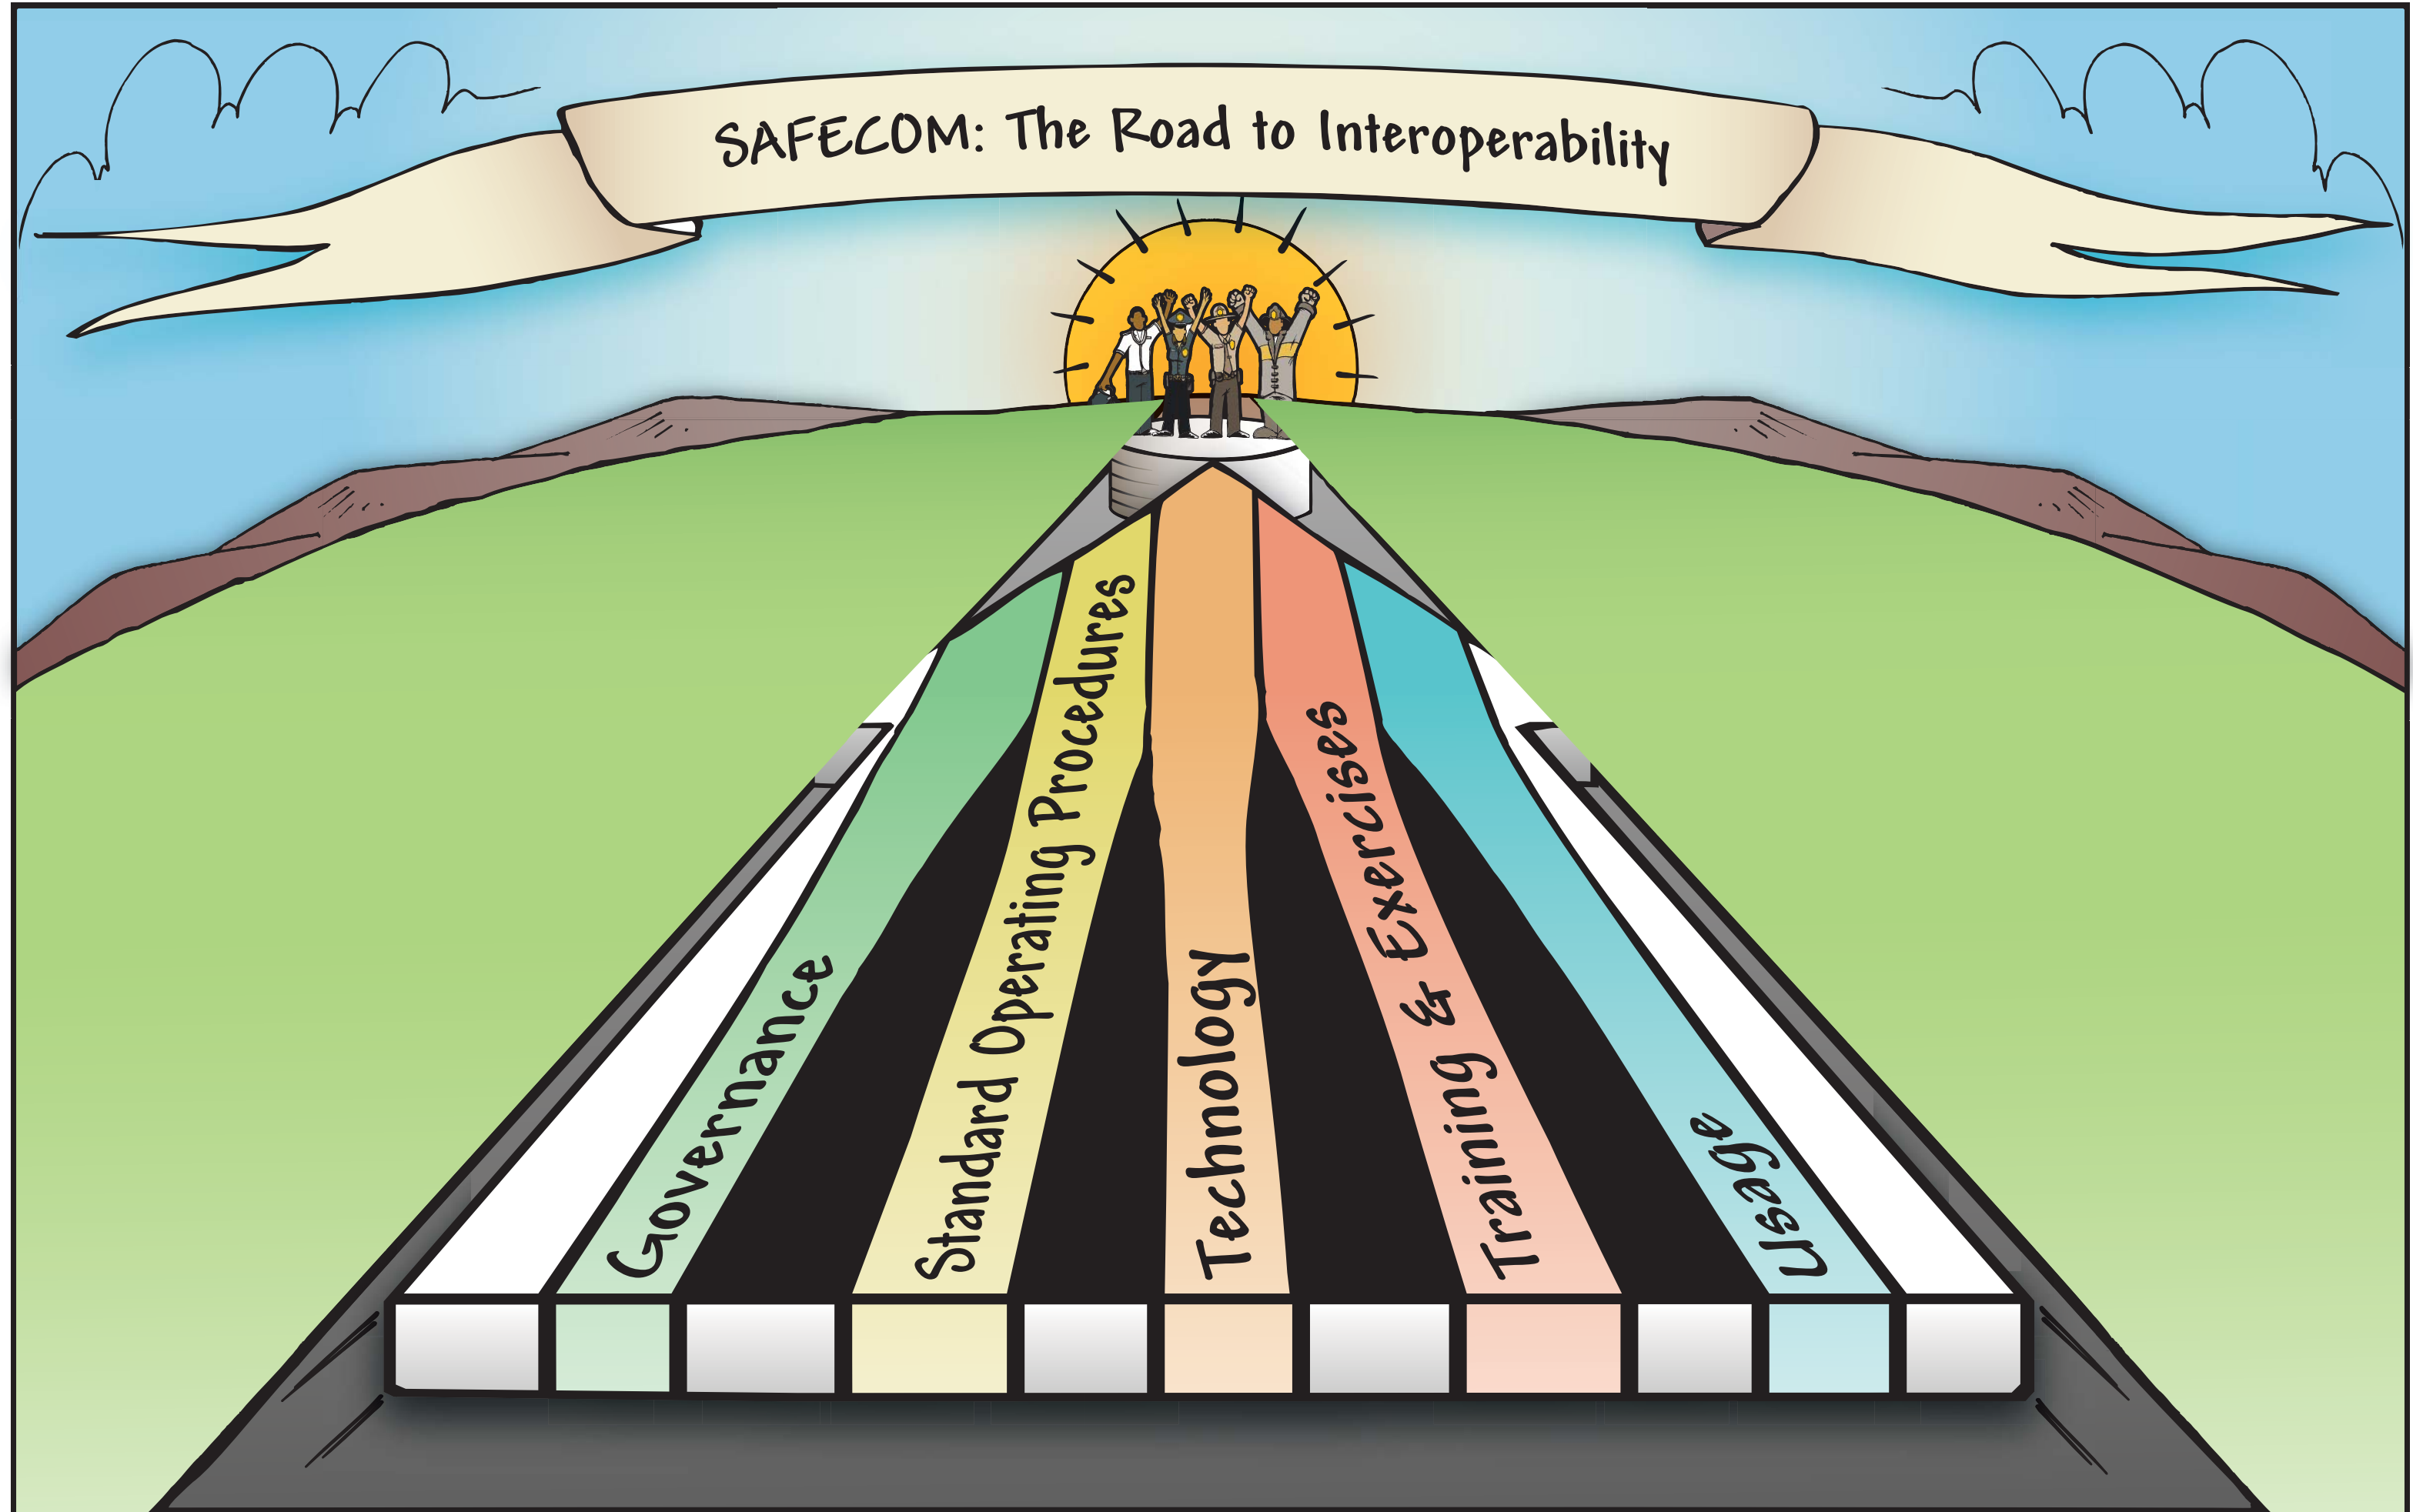 SAFECOM: The Road to Interoperability
Governance
Standard Operating Procedures
Technology
Training & Exercises
Usage